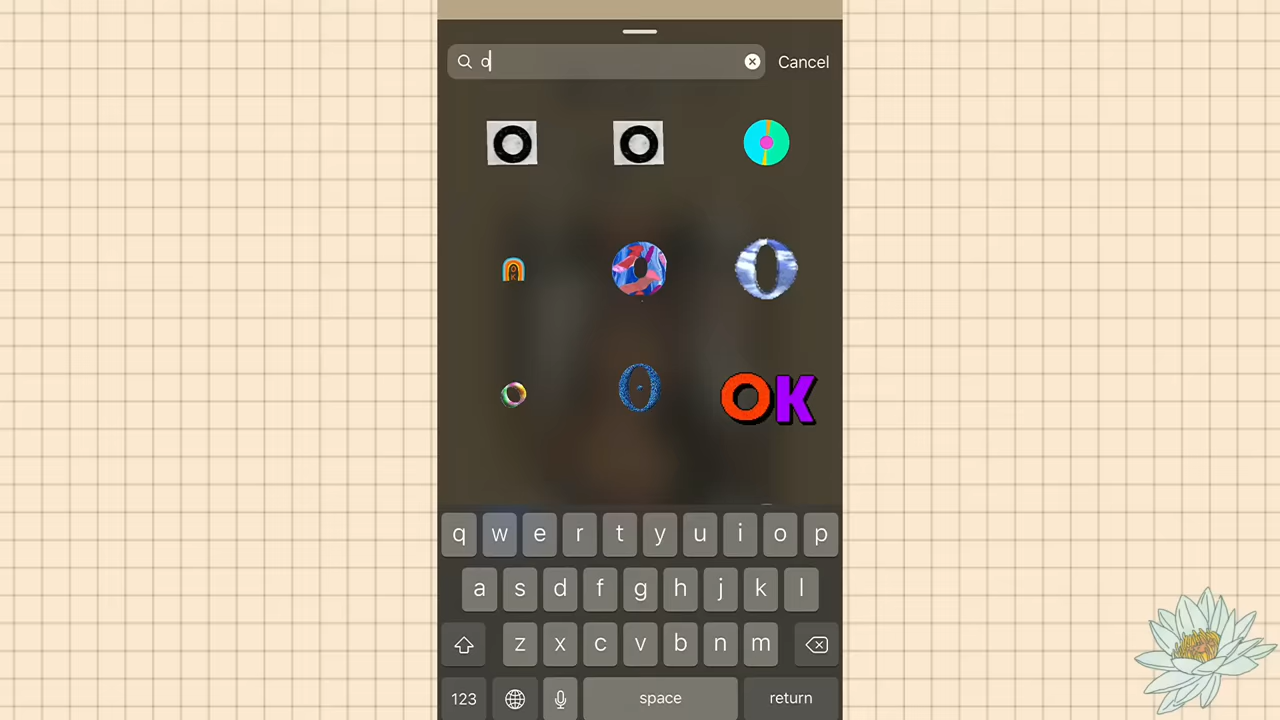 o Cancel
O O
O K
O O
O O OK
q w e r t y u i o p
a s d f g h j k l
z x c v b n m
123 space return